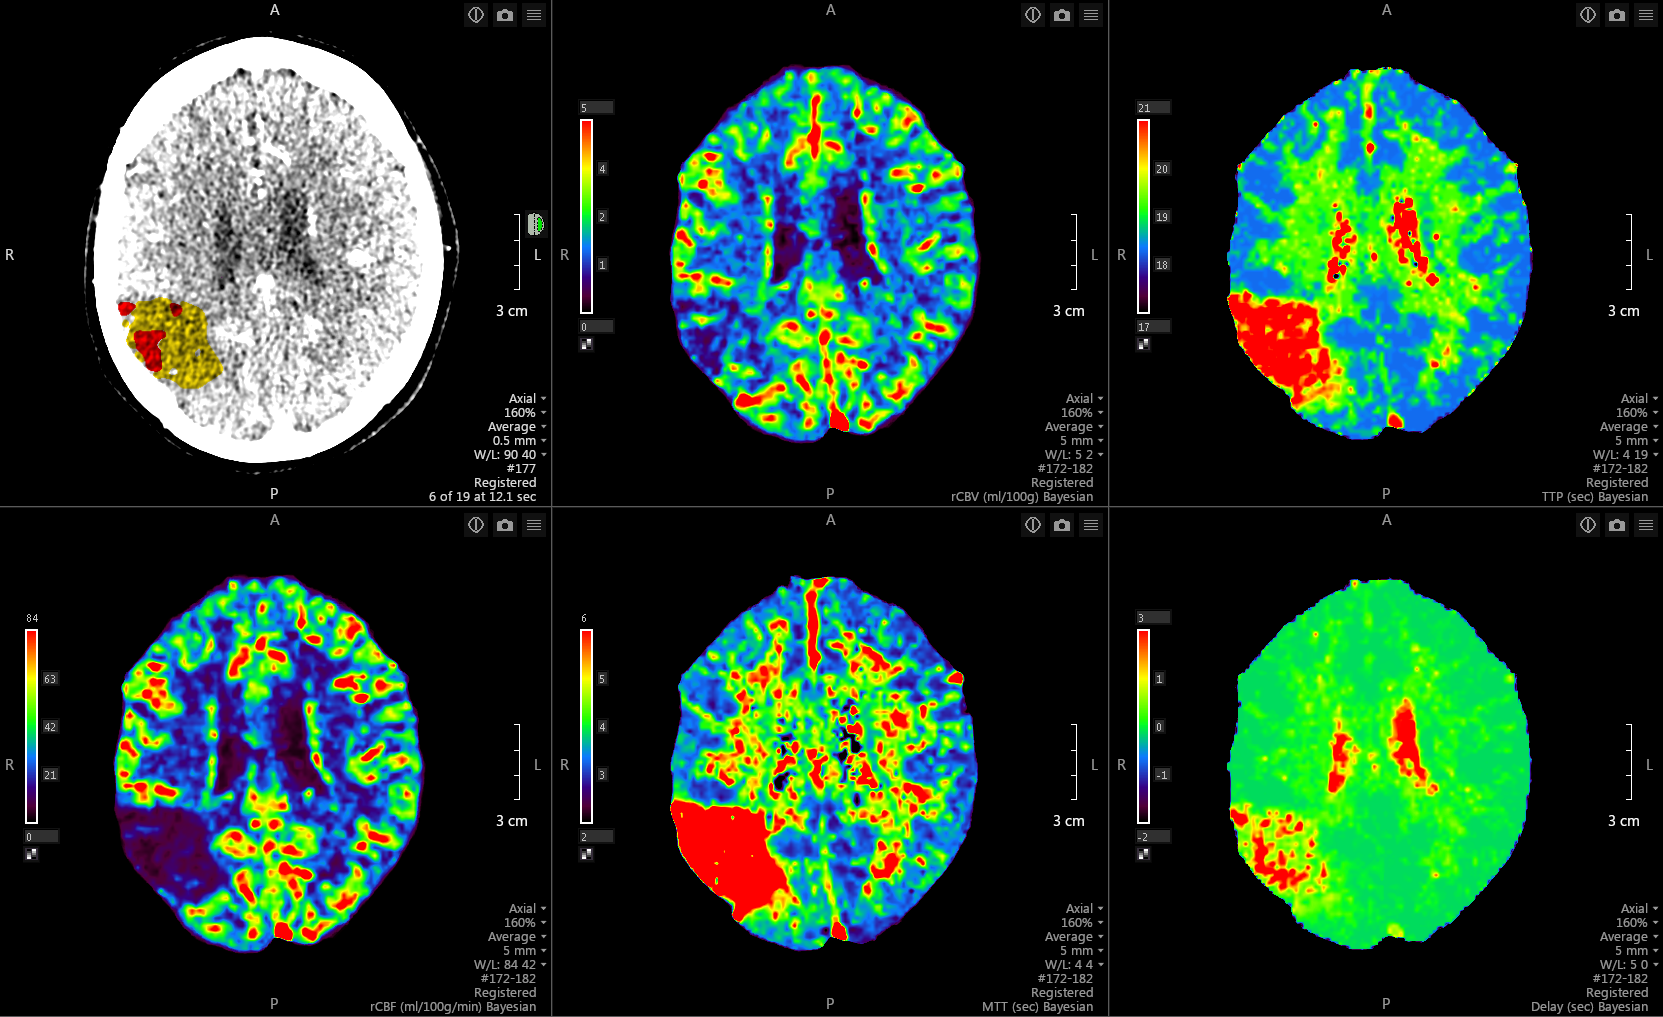 A
R
L
3 cm
Axial
160%
Average
0.5 mm
W/L: 90 40
#177
Registered
6 of 19 at 12.1 sec
P
A
5
4
2
1
0
R
L
3 cm
Axial
160%
Average
5 mm
W/L: 5 2
#172-182
Registered
rCBV (ml/100g) Bayesian
P
A
21
20
19
18
17
R
L
3 cm
Axial
160%
Average
5 mm
W/L: 4 19
#172-182
Registered
TTP (sec) Bayesian
P
A
84
63
42
21
0
R
L
3 cm
Axial
160%
Average
5 mm
W/L: 84 42
#172-182
Registered
rCBF (ml/100g/min) Bayesian
P
A
6
5
4
3
2
R
L
3 cm
Axial
160%
Average
5 mm
W/L: 4 4
#172-182
Registered
MTT (sec) Bayesian
P
A
3
1
0
-1
-2
R
L
3 cm
Axial
160%
Average
5 mm
W/L: 5 0
#172-182
Registered
Delay (sec) Bayesian
P